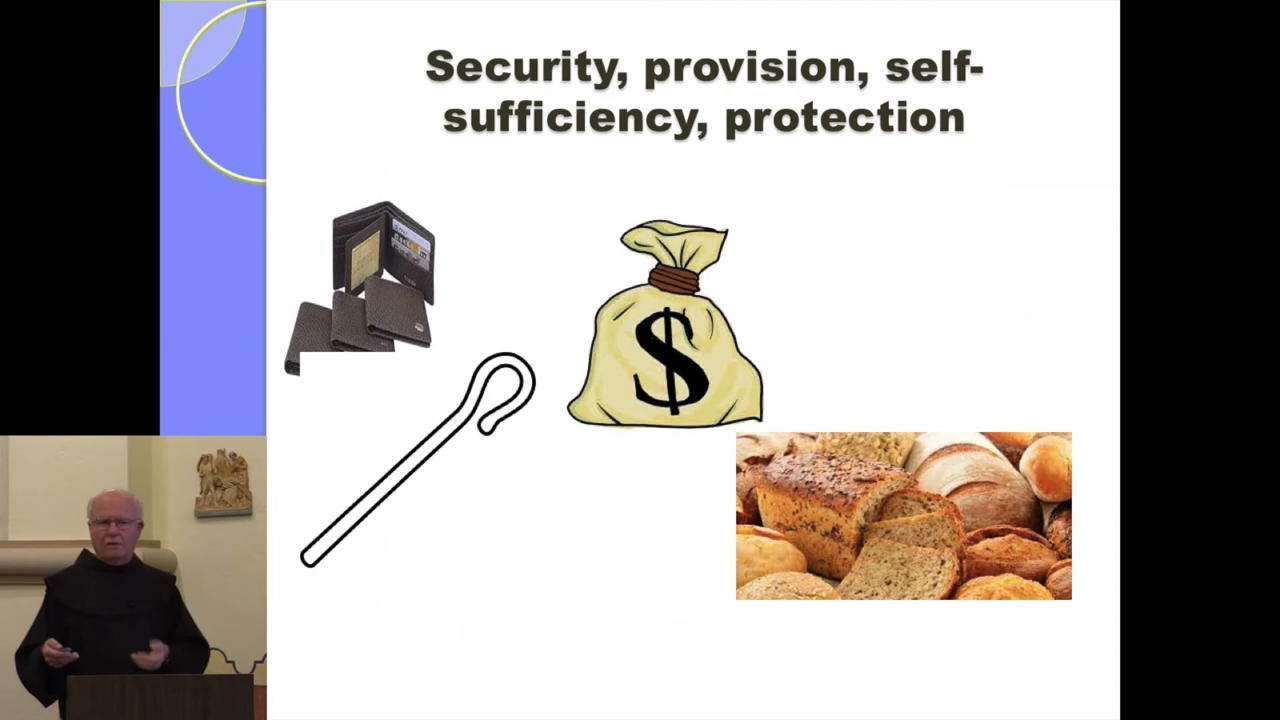 Security, provision, self-
sufficiency, protection
$